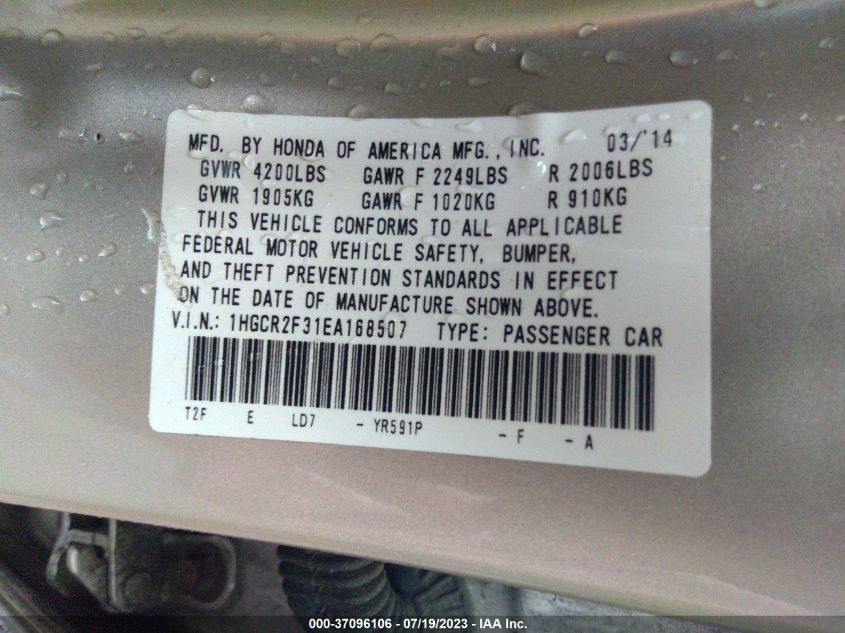 MFD. BY HONDA OF AMERICA MFG., INC. 03/'14
GVWR 4200LBS GAWR F 2249LBS R 2006LBS
GVWR 1905KG GAWR F 1020KG R 910KG
THIS VEHICLE CONFORMS TO ALL APPLICABLE
FEDERAL MOTOR VEHICLE SAFETY, BUMPER,
AND THEFT PREVENTION STANDARDS IN EFFECT
ON THE DATE OF MANUFACTURE SHOWN ABOVE.
V.I.N.: 1HGCR2F31EA168507 TYPE: PASSENGER CAR
T2F E LD7 - YR591P - F - A
000-37096106 - 07/19/2023 - IAA Inc.